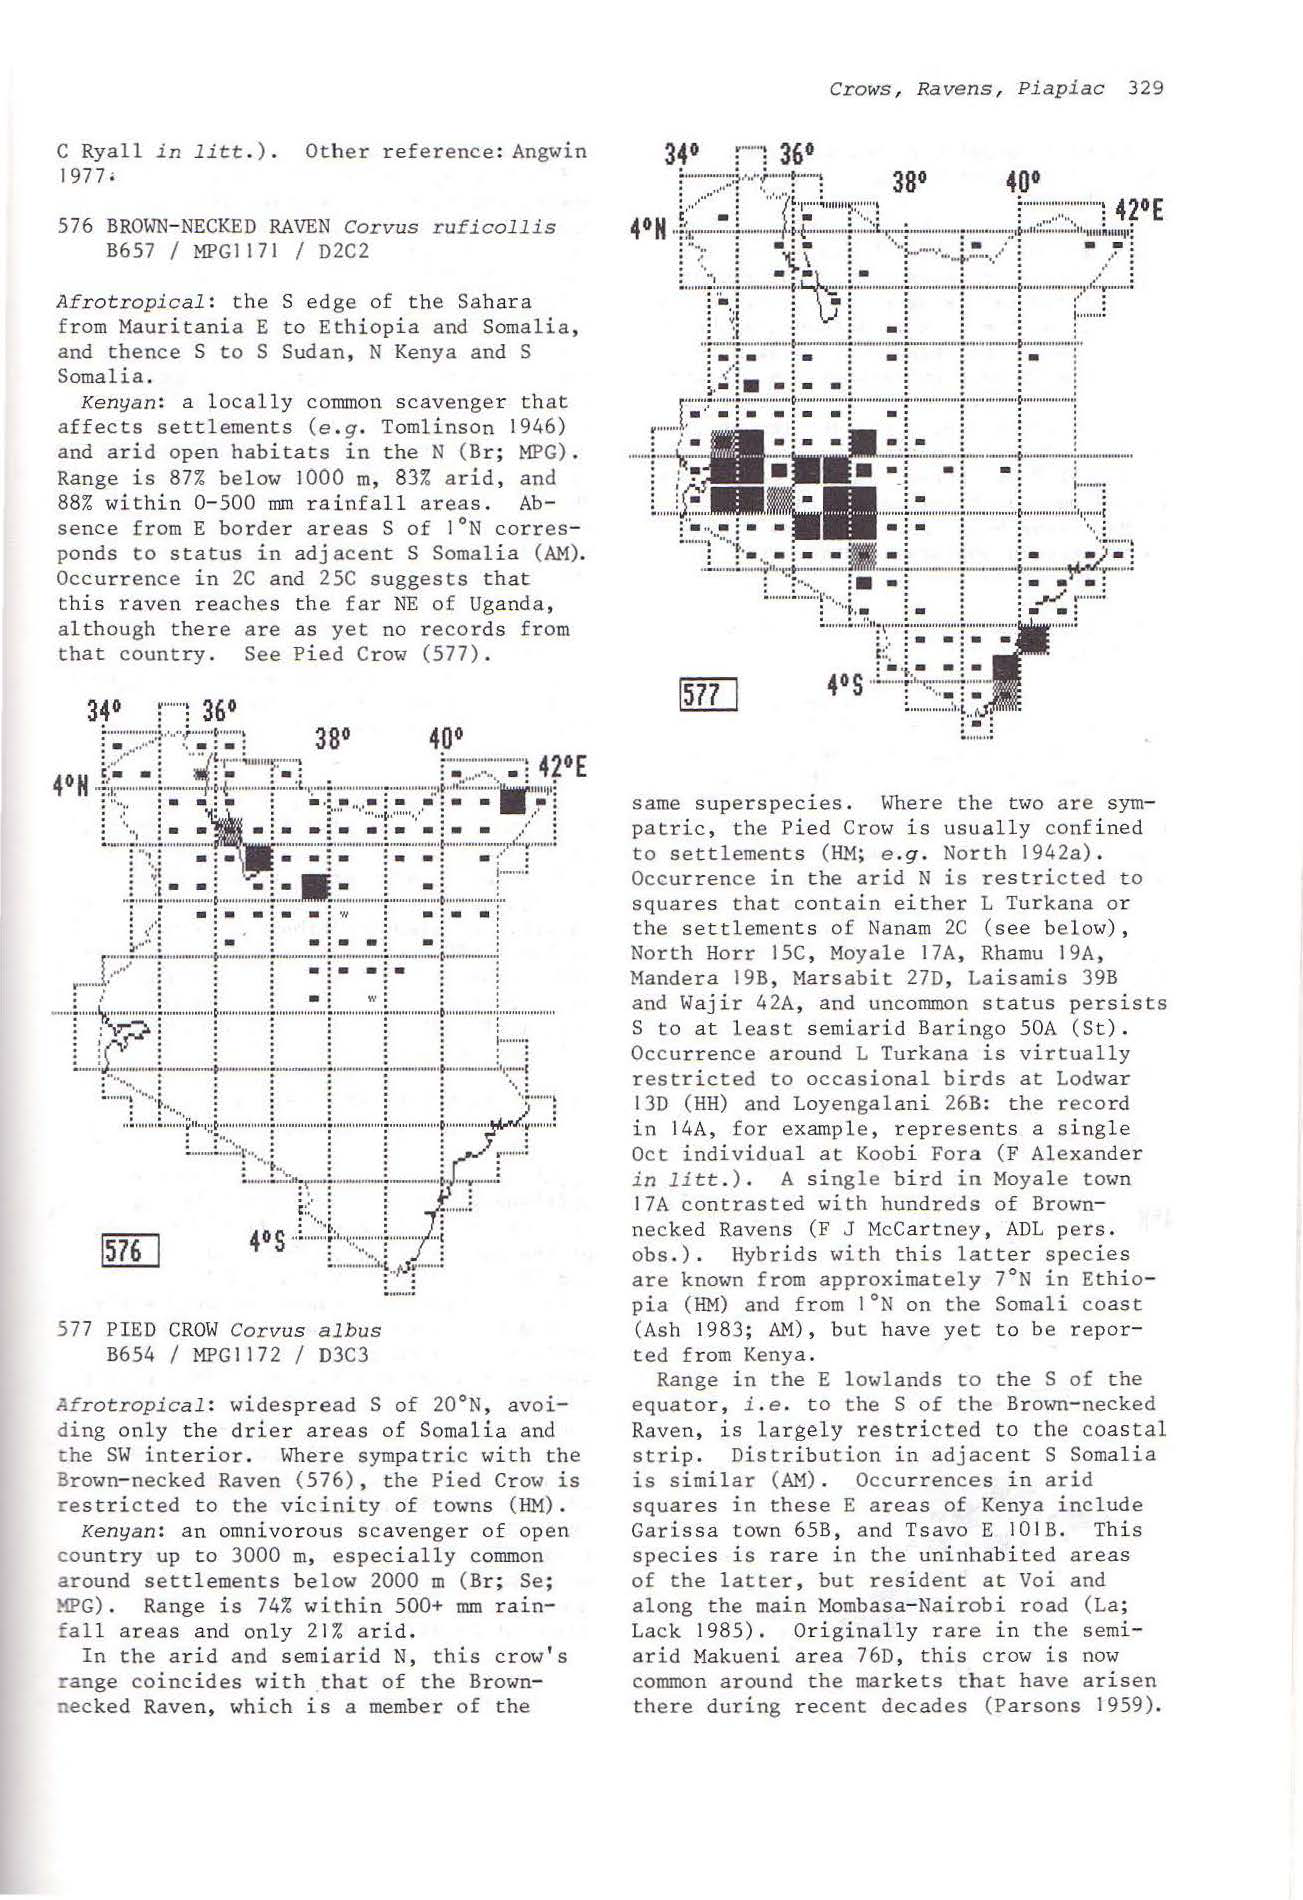 Crows, Ravens, Piapiac 329
C Ryall in litt.). Other reference: Angwin
1977.
576 BROWN-NECKED RAVEN Corvus ruficollis
B657 / MPG1171 / D2C2
Afrotropical: the S edge of the Sahara
from Mauritania E to Ethiopia and Somalia,
and thence S to S Sudan, N Kenya and S
Somalia.
Kenyan: a locally common scavenger that
affects settlements (e.g. Tomlinson 1946)
and arid open habitats in the N (Br; MPG).
Range is 87% below 1000 m, 83% arid, and
88% within 0-500 mm rainfall areas. Ab-
sence from E border areas S of 1°N corres-
ponds to status in adjacent S Somalia (AM).
Occurrence in 2C and 25C suggests that
this raven reaches the far NE of Uganda,
although there are as yet no records from
that country. See Pied Crow (577).
34° 36°
38° 40°
42°E
4°N
4°S
576
577 PIED CROW Corvus albus
B654 / MPG1172 / D3C3
Afrotropical: widespread S of 20°N, avoi-
ding only the drier areas of Somalia and
the SW interior. Where sympatric with the
Brown-necked Raven (576), the Pied Crow is
restricted to the vicinity of towns (HM).
Kenyan: an omnivorous scavenger of open
country up to 3000 m, especially common
around settlements below 2000 m (Br; Se;
MPG). Range is 74% within 500+ mm rain-
fall areas and only 21% arid.
In the arid and semiarid N, this crow's
range coincides with that of the Brown-
necked Raven, which is a member of the
34° 36°
38° 40°
42°E
4°N
4°S
577
same superspecies. Where the two are sym-
patric, the Pied Crow is usually confined
to settlements (HM; e.g. North 1942a).
Occurrence in the arid N is restricted to
squares that contain either L Turkana or
the settlements of Nanam 2C (see below),
North Horr 15C, Moyale 17A, Rhamu 19A,
Mandera 19B, Marsabit 27D, Laisamis 39B
and Wajir 42A, and uncommon status persists
S to at least semiarid Baringo 50A (St).
Occurrence around L Turkana is virtually
restricted to occasional birds at Lodwar
13D (HH) and Loyengalani 26B: the record
in 14A, for example, represents a single
Oct individual at Koobi Fora (F Alexander
in litt.). A single bird in Moyale town
17A contrasted with hundreds of Brown-
necked Ravens (F J McCartney, ADL pers.
obs.). Hybrids with this latter species
are known from approximately 7°N in Ethio-
pia (HM) and from 1°N on the Somali coast
(Ash 1983; AM), but have yet to be repor-
ted from Kenya.
Range in the E lowlands to the S of the
equator, i.e. to the S of the Brown-necked
Raven, is largely restricted to the coastal
strip. Distribution in adjacent S Somalia
is similar (AM). Occurrences in arid
squares in these E areas of Kenya include
Garissa town 65B, and Tsavo E 101B. This
species is rare in the uninhabited areas
of the latter, but resident at Voi and
along the main Mombasa-Nairobi road (La;
Lack 1985). Originally rare in the semi-
arid Makueni area 76D, this crow is now
common around the markets that have arisen
there during recent decades (Parsons 1959).